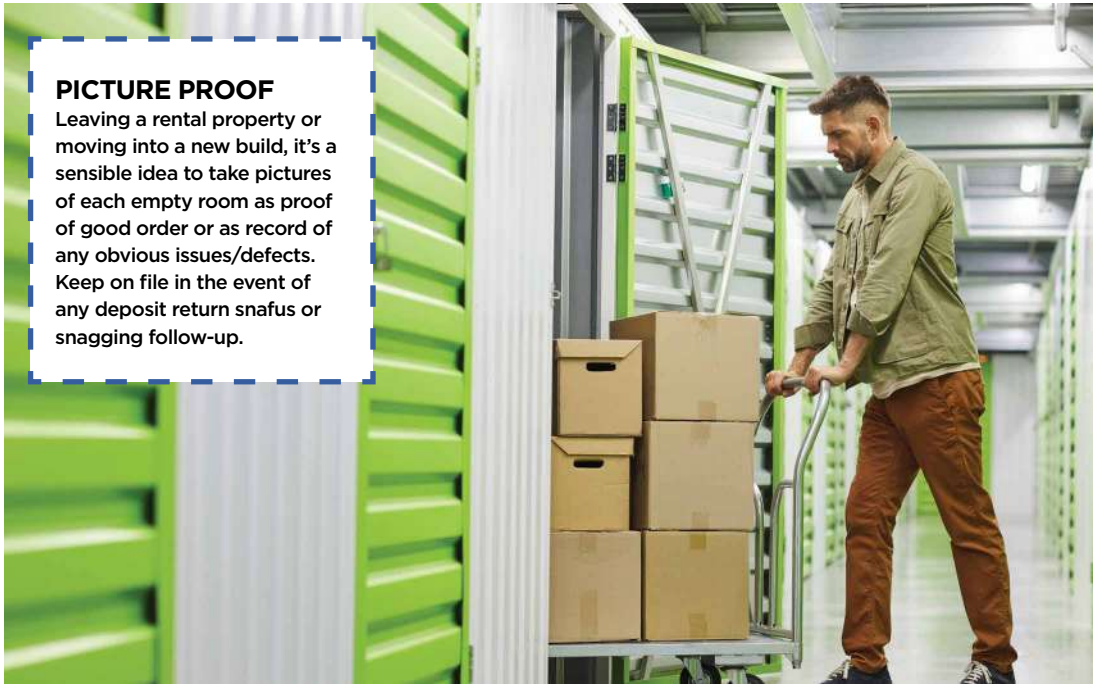 PICTURE PROOF
Leaving a rental property or
moving into a new build, it’s a
sensible idea to take pictures
of each empty room as proof
of good order or as record of
any obvious issues/defects.
Keep on file in the event of
any deposit return snafus or
snagging follow-up.